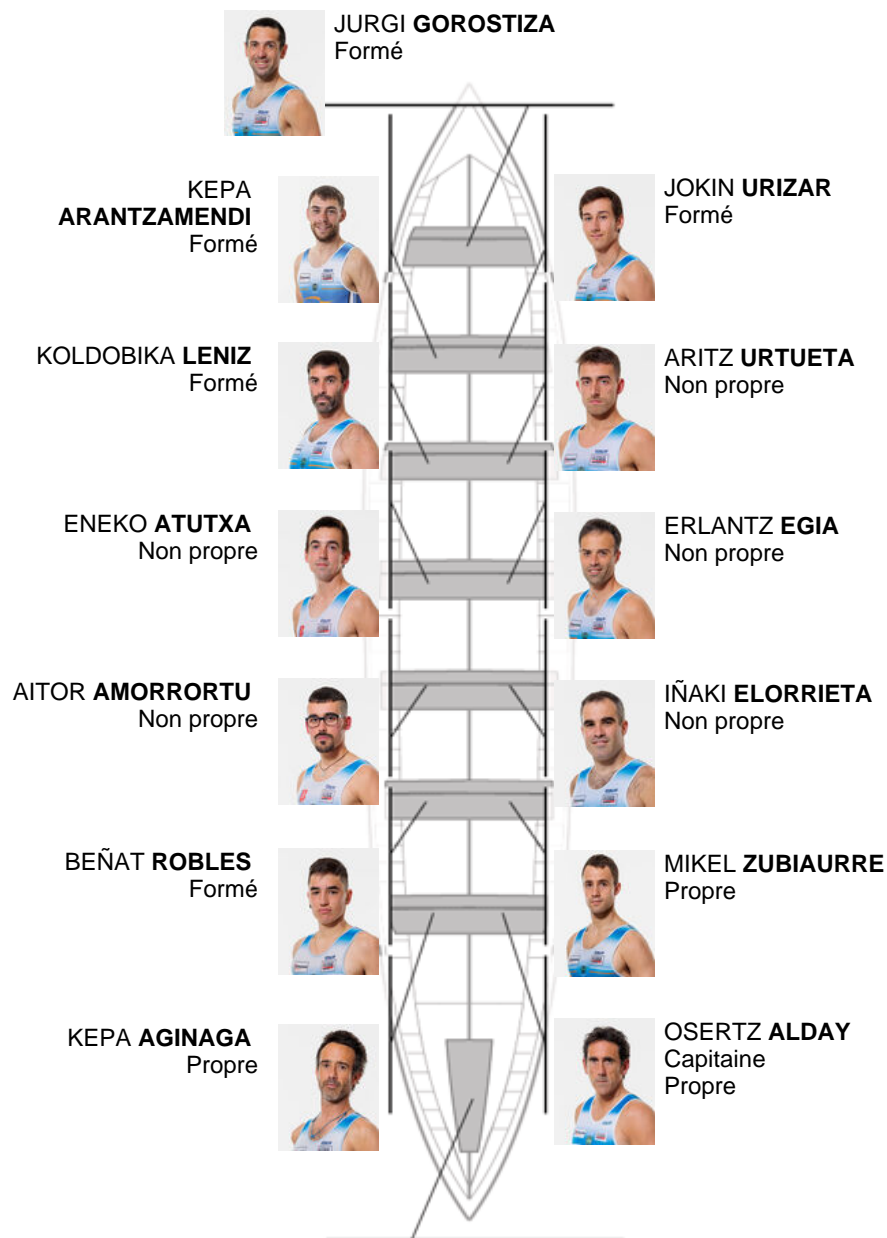 JURGI GOROSTIZA
Formé
KEPA
ARANTZAMENDI
Formé
JOKIN URIZAR
Formé
KOLDOBIKA LENIZ
Formé
ARITZ URTUETA
Non propre
ENEKO ATUTXA
Non propre
ERLANTZ EGIA
Non propre
AITOR AMORRORTU
Non propre
IÑAKI ELORRIETA
Non propre
BEÑAT ROBLES
Formé
MIKEL ZUBIAURRE
Propre
KEPA AGINAGA
Propre
OSERTZ ALDAY
Capitaine
Propre